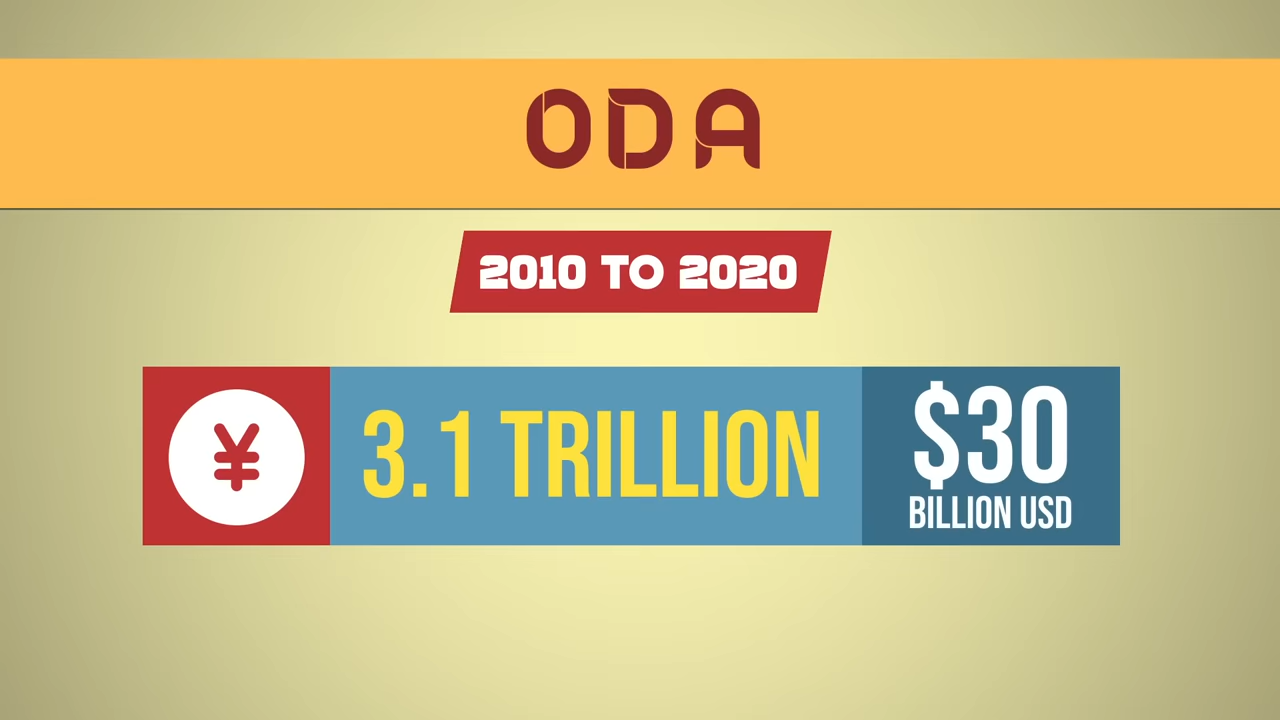 ODA
2010 TO 2020
¥
3.1 TRILLION
$30
BILLION USD